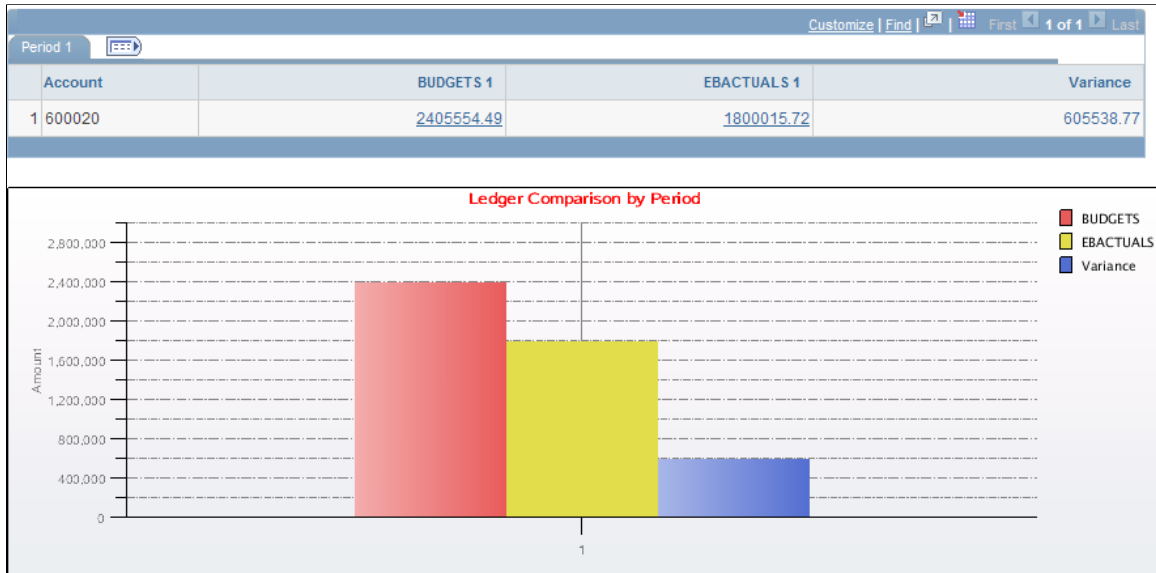 Customize | Find | | First 1 of 1 Last
Period 1
Account BUDGETS 1 EBACTUALS 1 Variance
1 600020 2405554.49 1800015.72 605538.77
Ledger Comparison by Period
BUDGETS
EBACTUALS
Variance
Amount
2,800,000
2,400,000
2,000,000
1,600,000
1,200,000
800,000
400,000
0
1